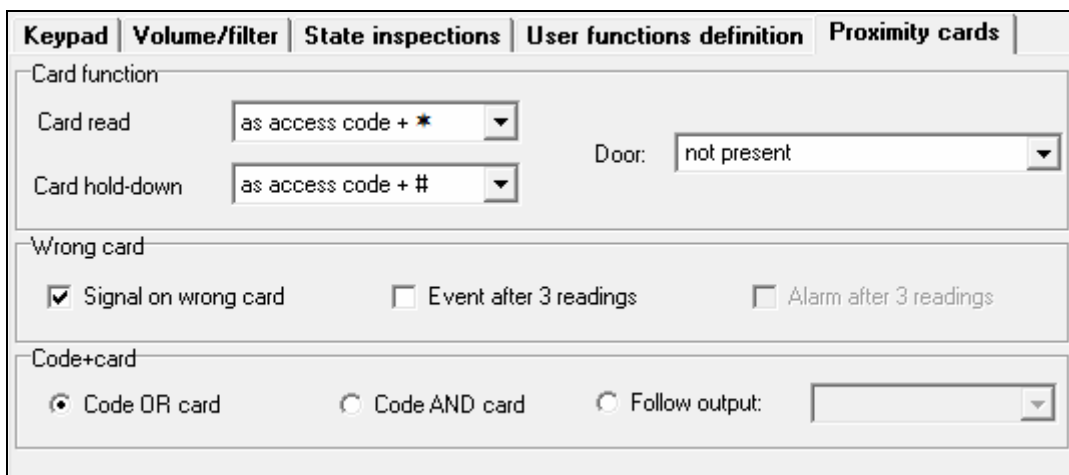 Keypad Volume/filter State inspections User functions definition Proximity cards
Card function
Card read as access code + *
Door: not present
Card hold-down as access code + #
Wrong card
Signal on wrong card Event after 3 readings Alarm after 3 readings
Code+card
Code OR card Code AND card Follow output: